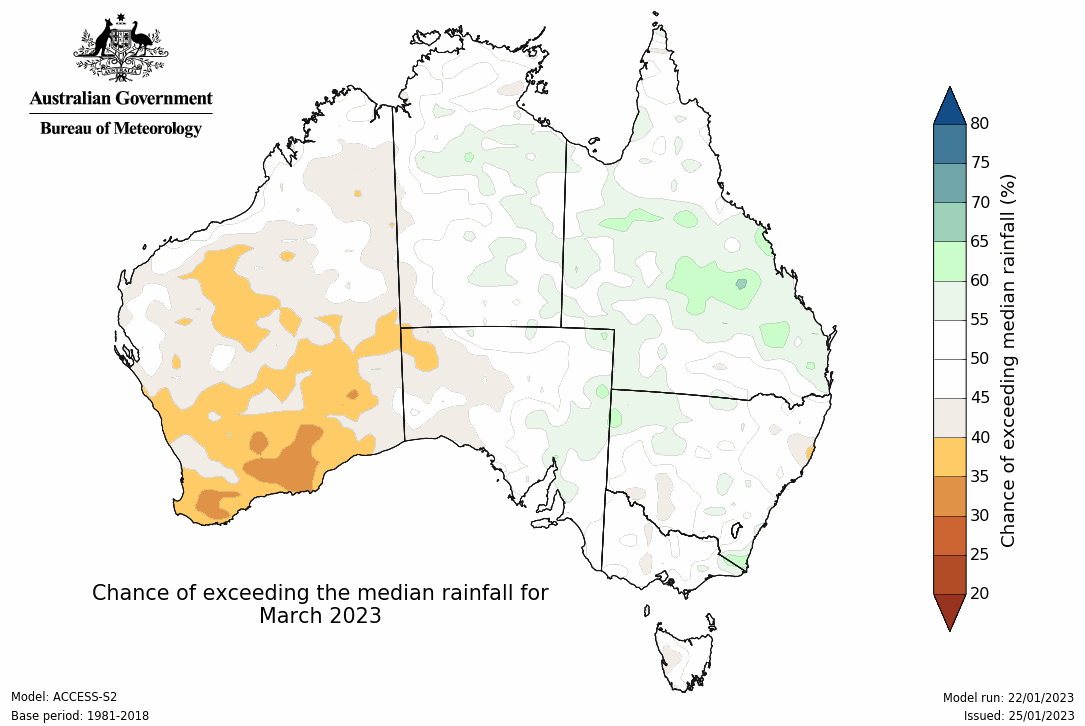 AUSTRALIA
Australian Government
Bureau of Meteorology
80
75
70
65
60
55
50
45
40
35
30
25
20
Chance of exceeding median rainfall (%)
Chance of exceeding the median rainfall for
March 2023
Model: ACCESS-S2
Base period: 1981-2018
Model run: 22/01/2023
Issued: 25/01/2023